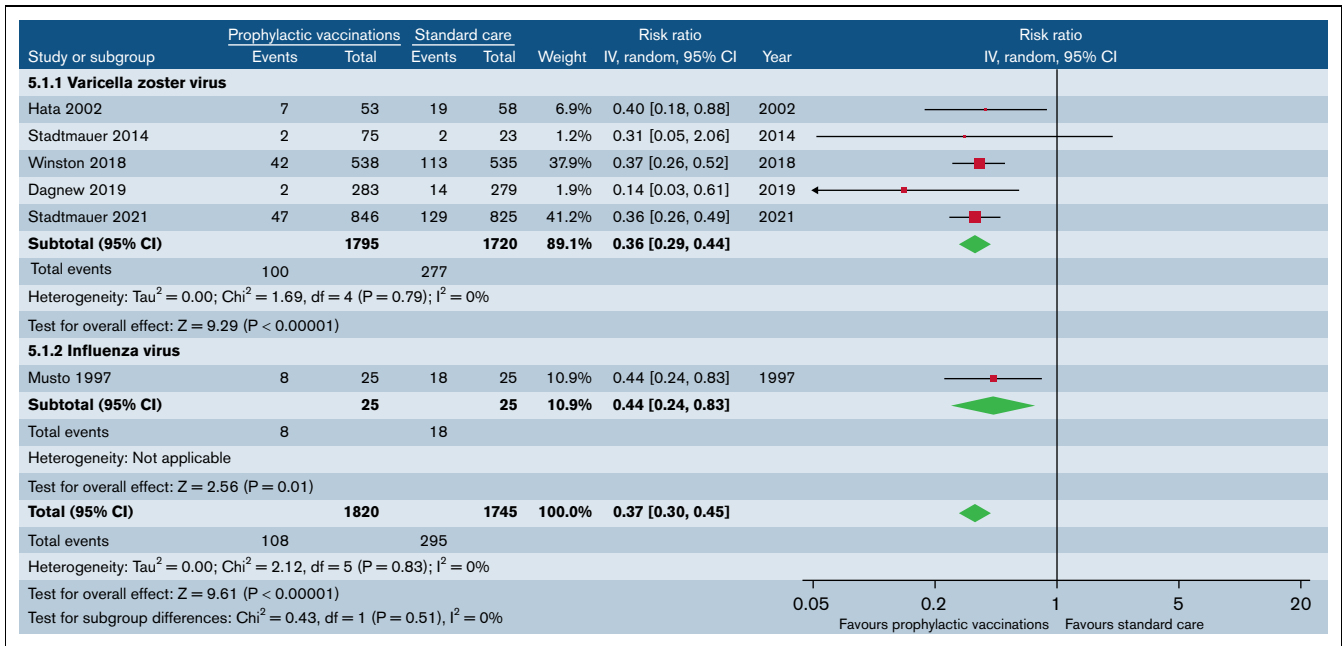 Prophylactic vaccinations Standard care Risk ratio Risk ratio
Study or subgroup Events Total Events Total Weight IV, random, 95% CI Year IV, random, 95% CI
5.1.1 Varicella zoster virus
Hata 2002 7 53 19 58 6.9% 0.40 [0.18, 0.88] 2002
Stadtmauer 2014 2 75 2 23 1.2% 0.31 [0.05, 2.06] 2014
Winston 2018 42 538 113 535 37.9% 0.37 [0.26, 0.52] 2018
Dagnew 2019 2 283 14 279 1.9% 0.14 [0.03, 0.61] 2019
Stadtmauer 2021 47 846 129 825 41.2% 0.36 [0.26, 0.49] 2021
Subtotal (95% CI) 1795 1720 89.1% 0.36 [0.29, 0.44]
Total events 100 277
Heterogeneity: Tau² = 0.00; Chi² = 1.69, df = 4 (P = 0.79); I² = 0%
Test for overall effect: Z = 9.29 (P < 0.00001)
5.1.2 Influenza virus
Musto 1997 8 25 18 25 10.9% 0.44 [0.24, 0.83] 1997
Subtotal (95% CI) 25 25 10.9% 0.44 [0.24, 0.83]
Total events 8 18
Heterogeneity: Not applicable
Test for overall effect: Z = 2.56 (P = 0.01)
Total (95% CI) 1820 1745 100.0% 0.37 [0.30, 0.45]
Total events 108 295
Heterogeneity: Tau² = 0.00; Chi² = 2.12, df = 5 (P = 0.83); I² = 0%
Test for overall effect: Z = 9.61 (P < 0.00001)
Test for subgroup differences: Chi² = 0.43, df = 1 (P = 0.51), I² = 0%
0.05 0.2 1 5 20
Favours prophylactic vaccinations Favours standard care